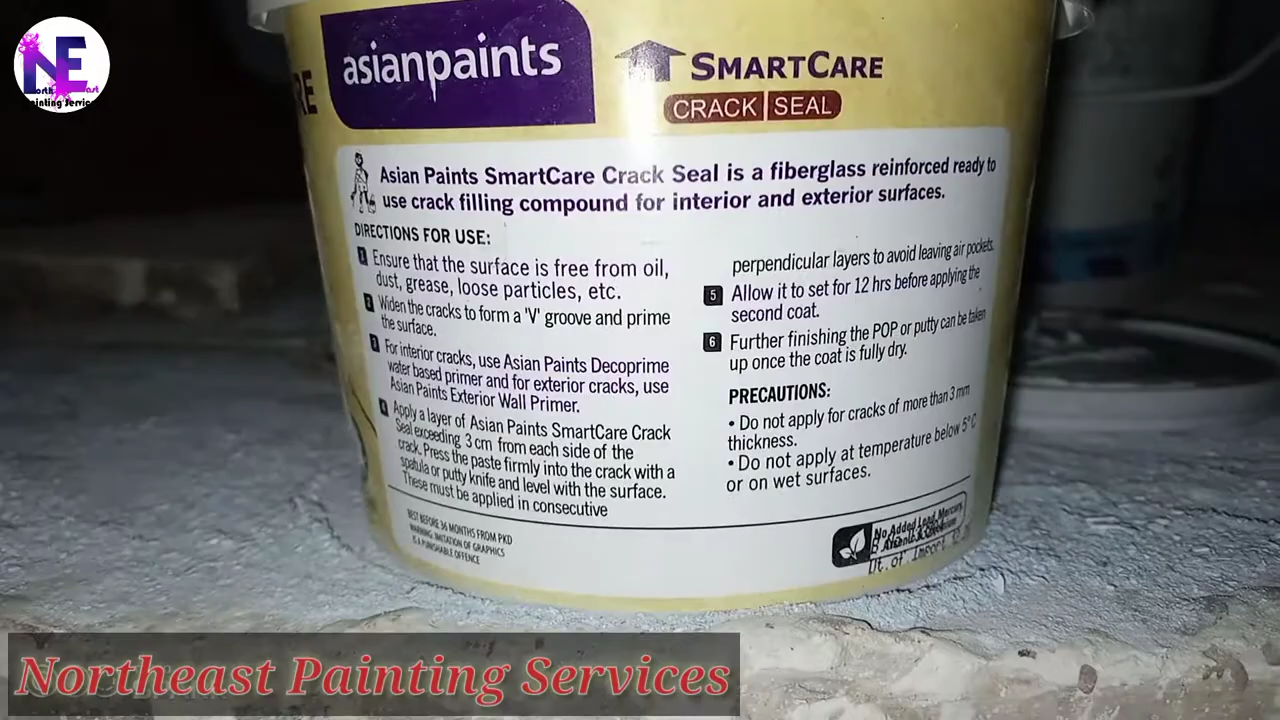 NE
North East
Painting Services
RE
asianpaints
SMARTCARE
CRACK SEAL
Asian Paints SmartCare Crack Seal is a fiberglass reinforced ready to
use crack filling compound for interior and exterior surfaces.
DIRECTIONS FOR USE:
1 Ensure that the surface is free from oil,
dust, grease, loose particles, etc.
2 Widen the cracks to form a 'V' groove and prime
the surface.
3 For interior cracks, use Asian Paints Decoprime
water based primer and for exterior cracks, use
Asian Paints Exterior Wall Primer.
4 Apply a layer of Asian Paints SmartCare Crack
Seal exceeding 3 cm from each side of the
crack. Press the paste firmly into the crack with a
spatula or putty knife and level with the surface.
These must be applied in consecutive
perpendicular layers to avoid leaving air pockets.
5 Allow it to set for 12 hrs before applying the
second coat.
6 Further finishing the POP or putty can be taken
up once the coat is fully dry.
PRECAUTIONS:
• Do not apply for cracks of more than 3 mm
thickness.
• Do not apply at temperature below 5°C
or on wet surfaces.
BEST BEFORE 36 MONTHS FROM PKD
WARNING: IMITATION OF GRAPHICS
IS A PUNISHABLE OFFENCE
No Added Lead, Mercury,
Northeast Painting Services